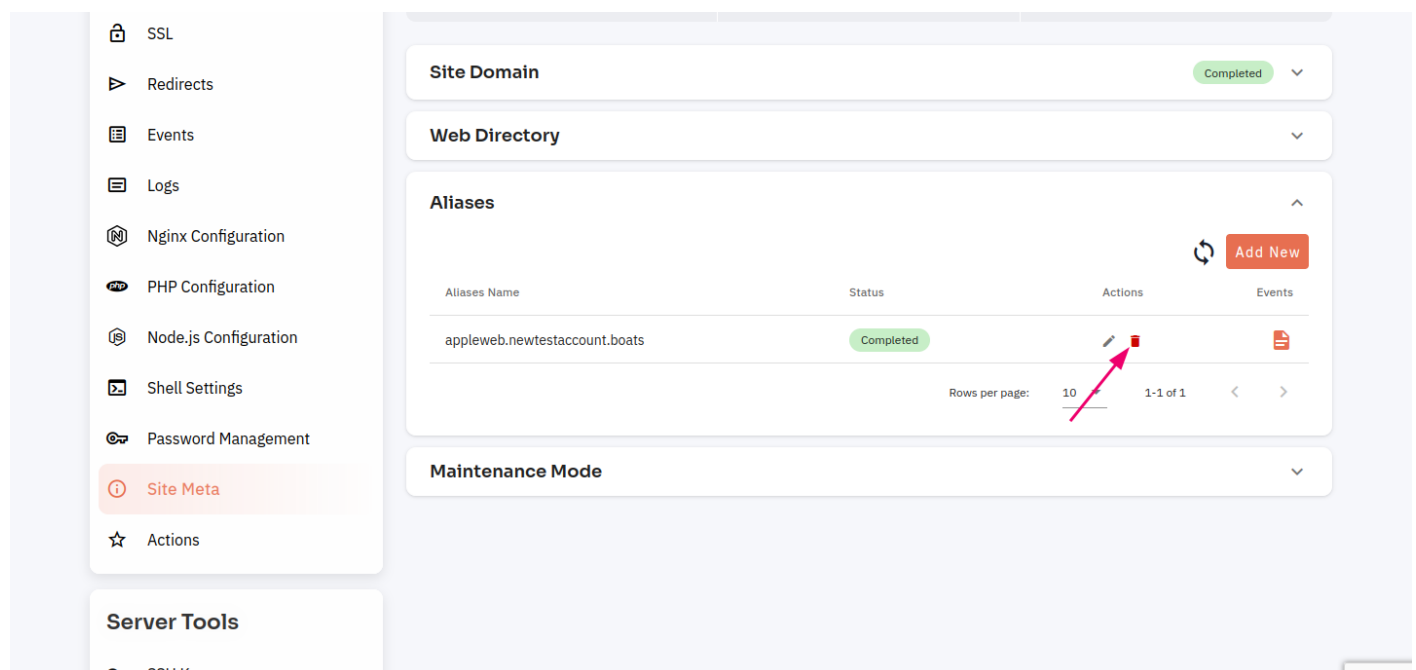 SSL
Redirects
Events
Logs
Nginx Configuration
php PHP Configuration
Node.js Configuration
Shell Settings
Password Management
Site Meta
Actions
Server Tools
Site Domain
Completed
Web Directory
Aliases
Add New
Aliases Name Status Actions Events
appleweb.newtestaccount.boats Completed
Rows per page: 10 1-1 of 1
Maintenance Mode